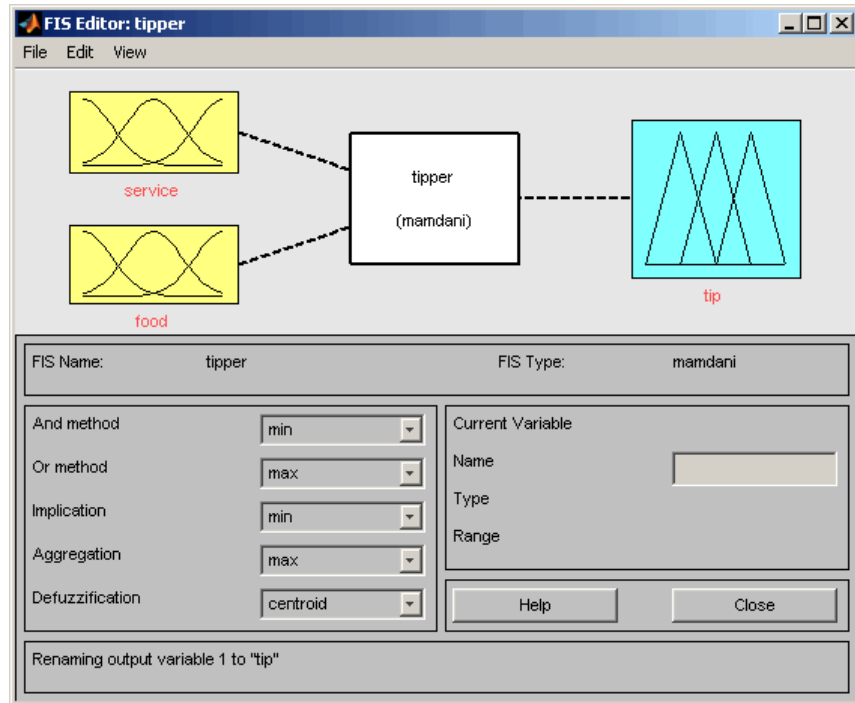 FIS Editor: tipper
File Edit View
service
food
tipper
(mamdani)
tip
FIS Name: tipper
FIS Type: mamdani
And method min
Or method max
Implication min
Aggregation max
Defuzzification centroid
Current Variable
Name
Type
Range
Help
Close
Renaming output variable 1 to "tip"